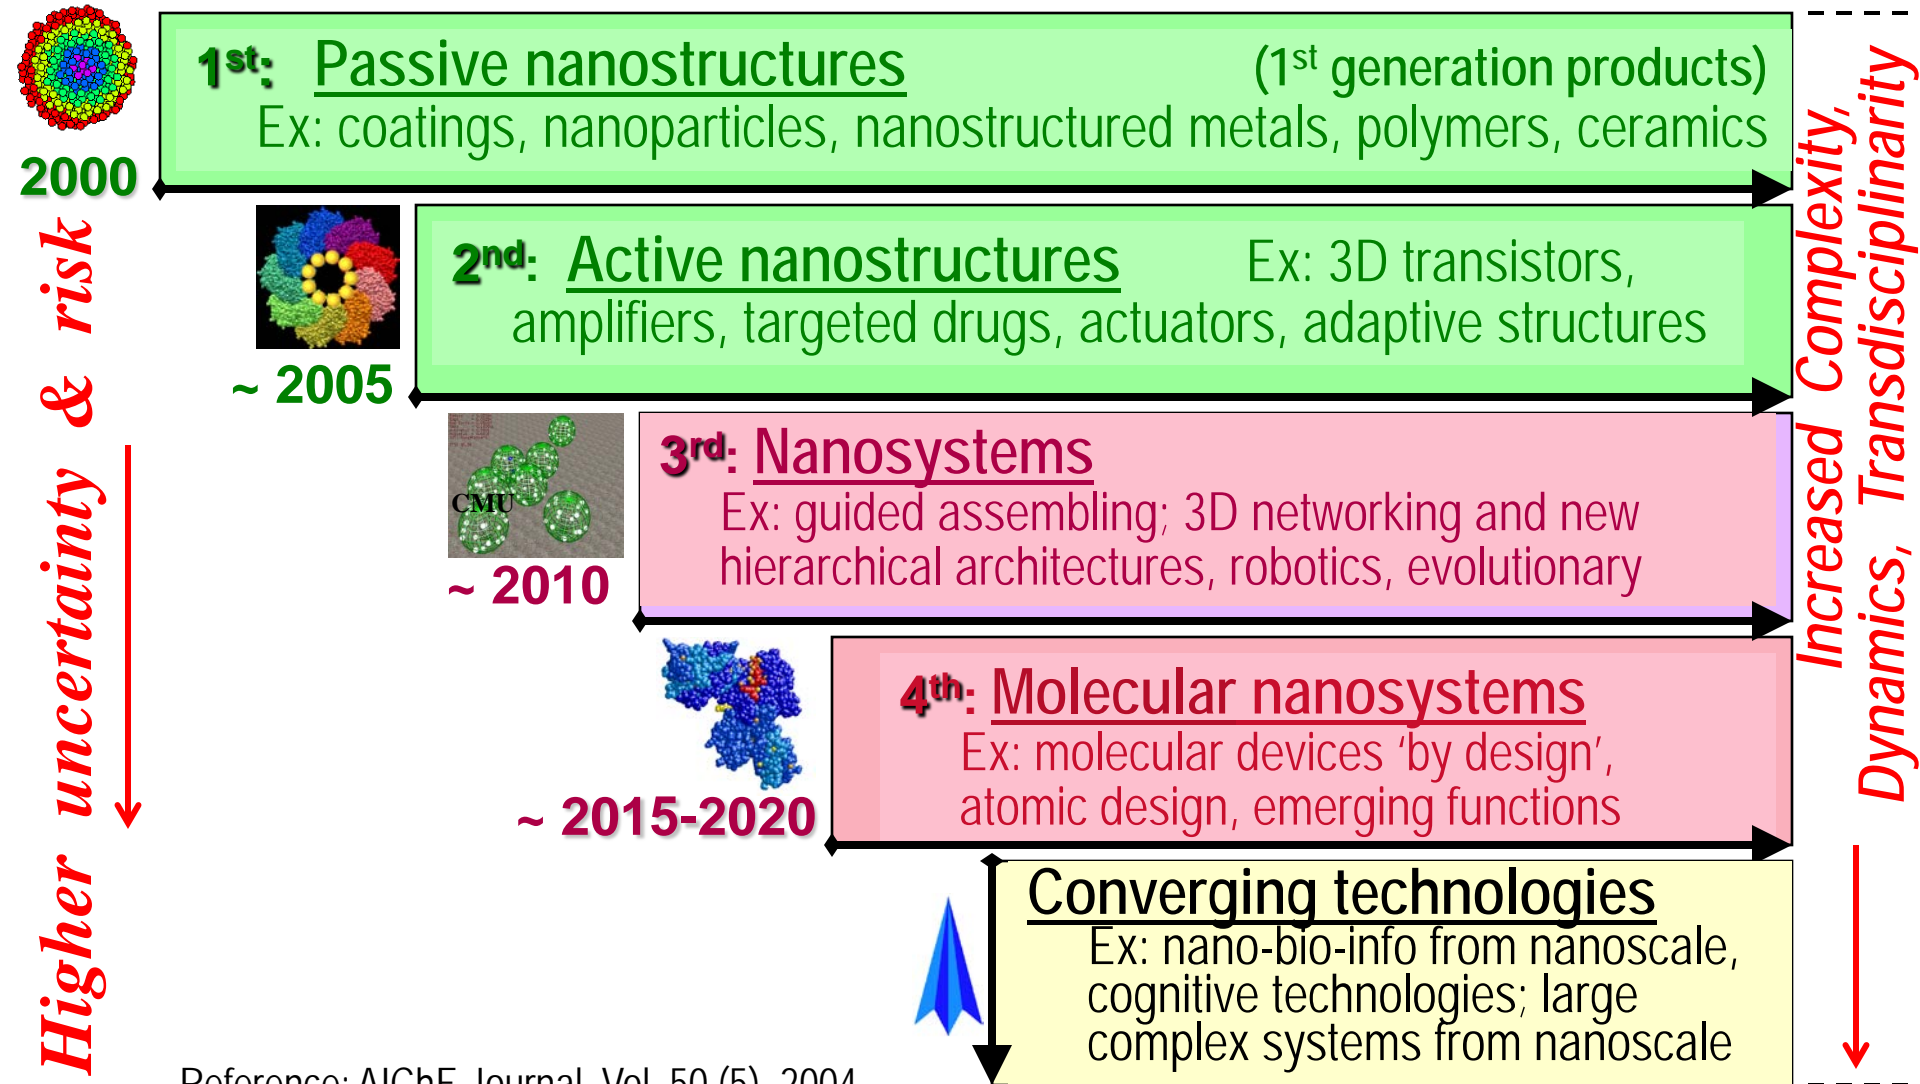 1st: Passive nanostructures (1st generation products)
Ex: coatings, nanoparticles, nanostructured metals, polymers, ceramics
2000
2nd: Active nanostructures Ex: 3D transistors,
amplifiers, targeted drugs, actuators, adaptive structures
~ 2005
3rd: Nanosystems
Ex: guided assembling; 3D networking and new
hierarchical architectures, robotics, evolutionary
CMU
~ 2010
4th: Molecular nanosystems
Ex: molecular devices ‘by design’,
atomic design, emerging functions
~ 2015-2020
Converging technologies
Ex: nano-bio-info from nanoscale,
cognitive technologies; large
complex systems from nanoscale
Higher uncertainty & risk
Increased Complexity,
Dynamics, Transdisciplinarity
Reference: AIChE Journal, Vol. 50 (5), 2004